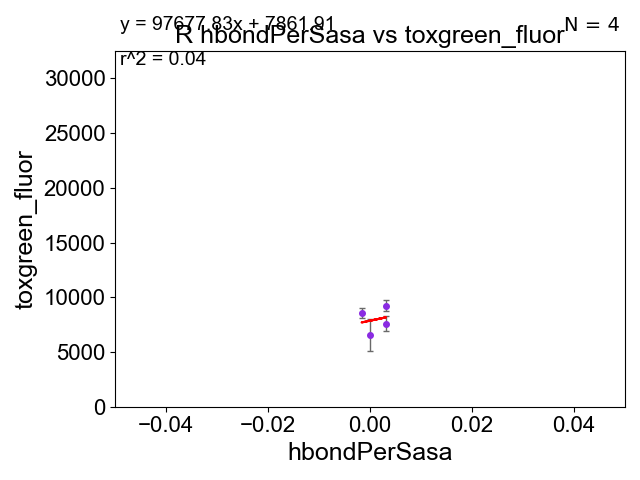 y = 97677.83x + 7861.91
N = 4
R hbondPerSasa vs toxgreen_fluor
r^2 = 0.04
30000
25000
20000
15000
10000
5000
0
toxgreen_fluor
−0.04 −0.02 0.00 0.02 0.04
hbondPerSasa